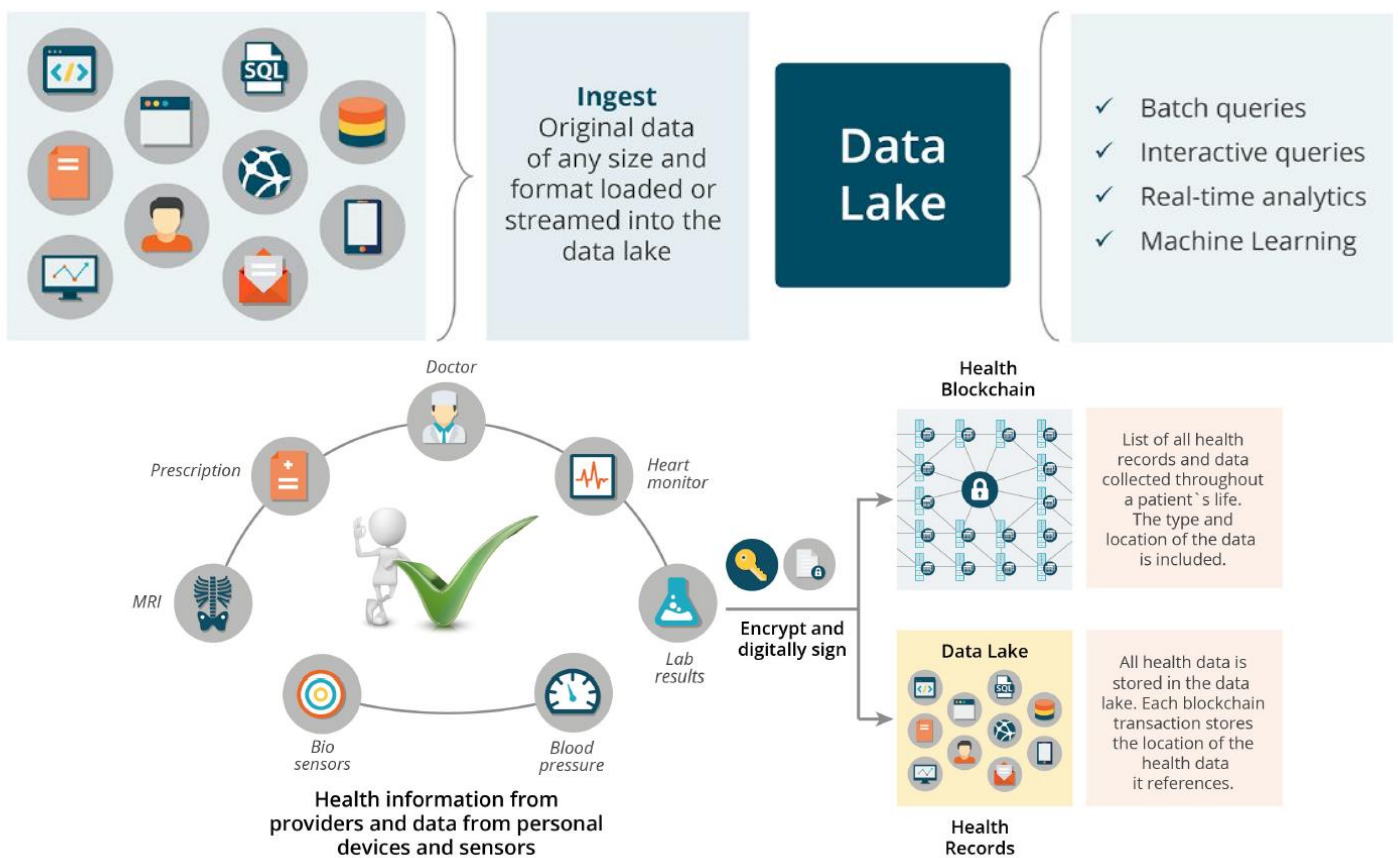 </>
SQL
Ingest
Original data
of any size and
format loaded or
streamed into the
data lake
Data
Lake
✓ Batch queries
✓ Interactive queries
✓ Real-time analytics
✓ Machine Learning
Doctor
Prescription
Heart
monitor
MRI
Lab
results
Bio
sensors
Blood
pressure
Health information from
providers and data from personal
devices and sensors
Encrypt and
digitally sign
Health
Blockchain
List of all health
records and data
collected throughout
a patient`s life.
The type and
location of the data
is included.
Data Lake
</>
SQL
Health
Records
All health data is
stored in the data
lake. Each blockchain
transaction stores
the location of the
health data
it references.